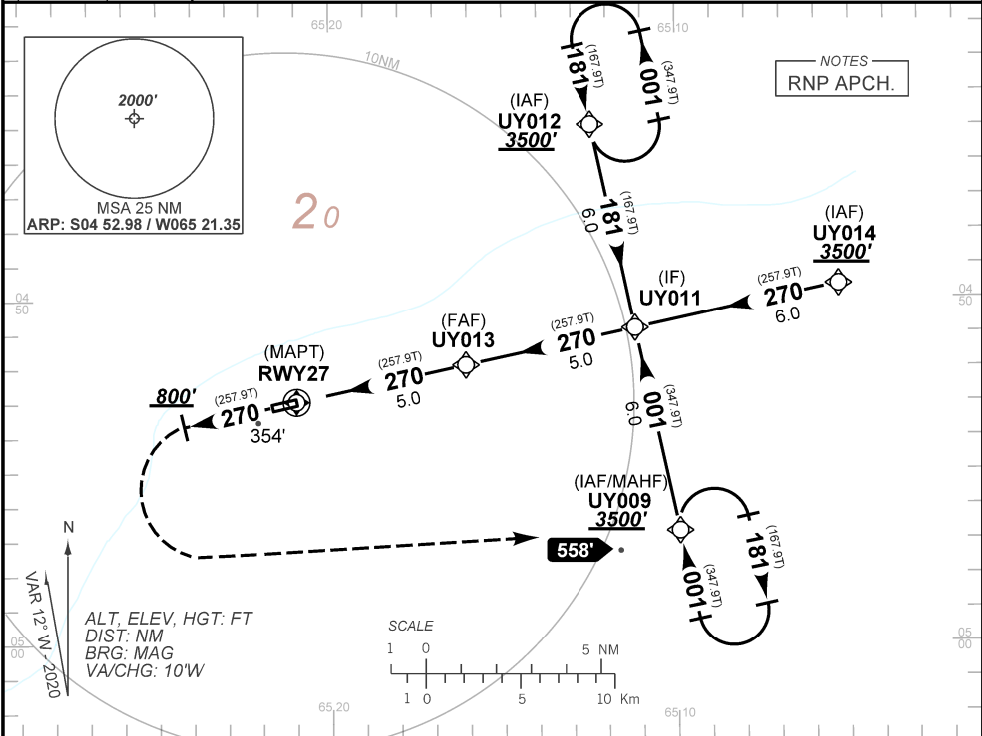 65 20
65 10
10NM
2000'
MSA 25 NM
ARP: S04 52.98 / W065 21.35
NOTES
RNP APCH.
181
(167.9T)
001
(347.9T)
(IAF)
UY012
3500'
20
181
(167.9T)
6.0
(IAF)
UY014
3500'
(IF)
UY011
(257.9T)
270
6.0
04
50
04
50
(FAF)
UY013
(257.9T)
270
5.0
(MAPT)
RWY27
(257.9T)
270
5.0
800'
(257.9T)
270
354'
001
(347.9T)
6.0
(IAF/MAHF)
UY009
3500'
558'
181
(167.9T)
001
(347.9T)
N
VAR 12° W - 2020
ALT, ELEV, HGT: FT
DIST: NM
BRG: MAG
VA/CHG: 10'W
SCALE
1 0 5 NM
1 0 5 10 Km
05
00
05
00
65 20
65 10